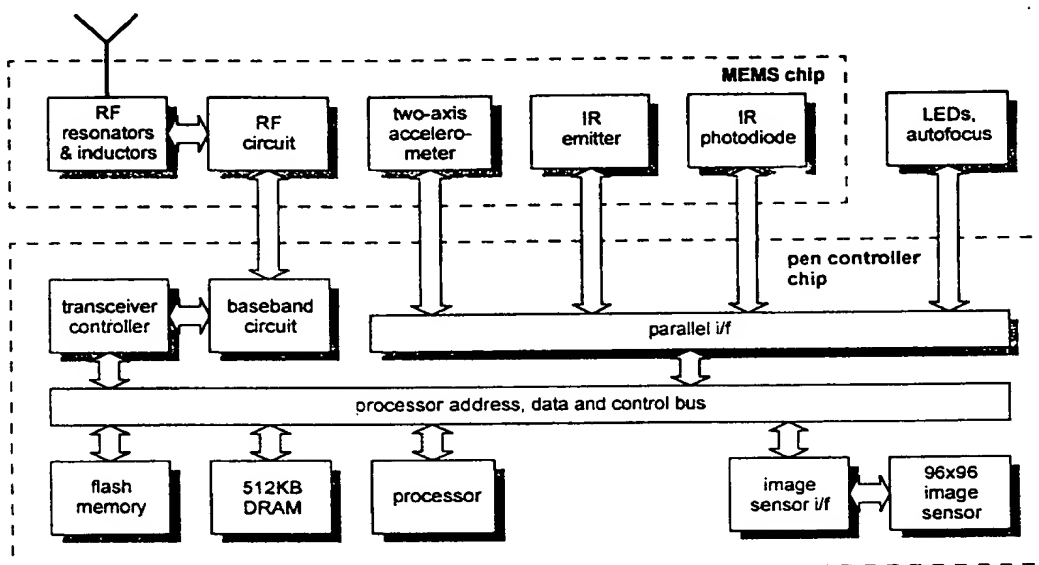 MEMS chip
RF
resonators
& inductors
RF
circuit
two-axis
accelero-
meter
IR
emitter
IR
photodiode
LEDs,
autofocus
pen controller
chip
transceiver
controller
baseband
circuit
parallel i/f
processor address, data and control bus
flash
memory
512KB
DRAM
processor
image
sensor i/f
96x96
image
sensor